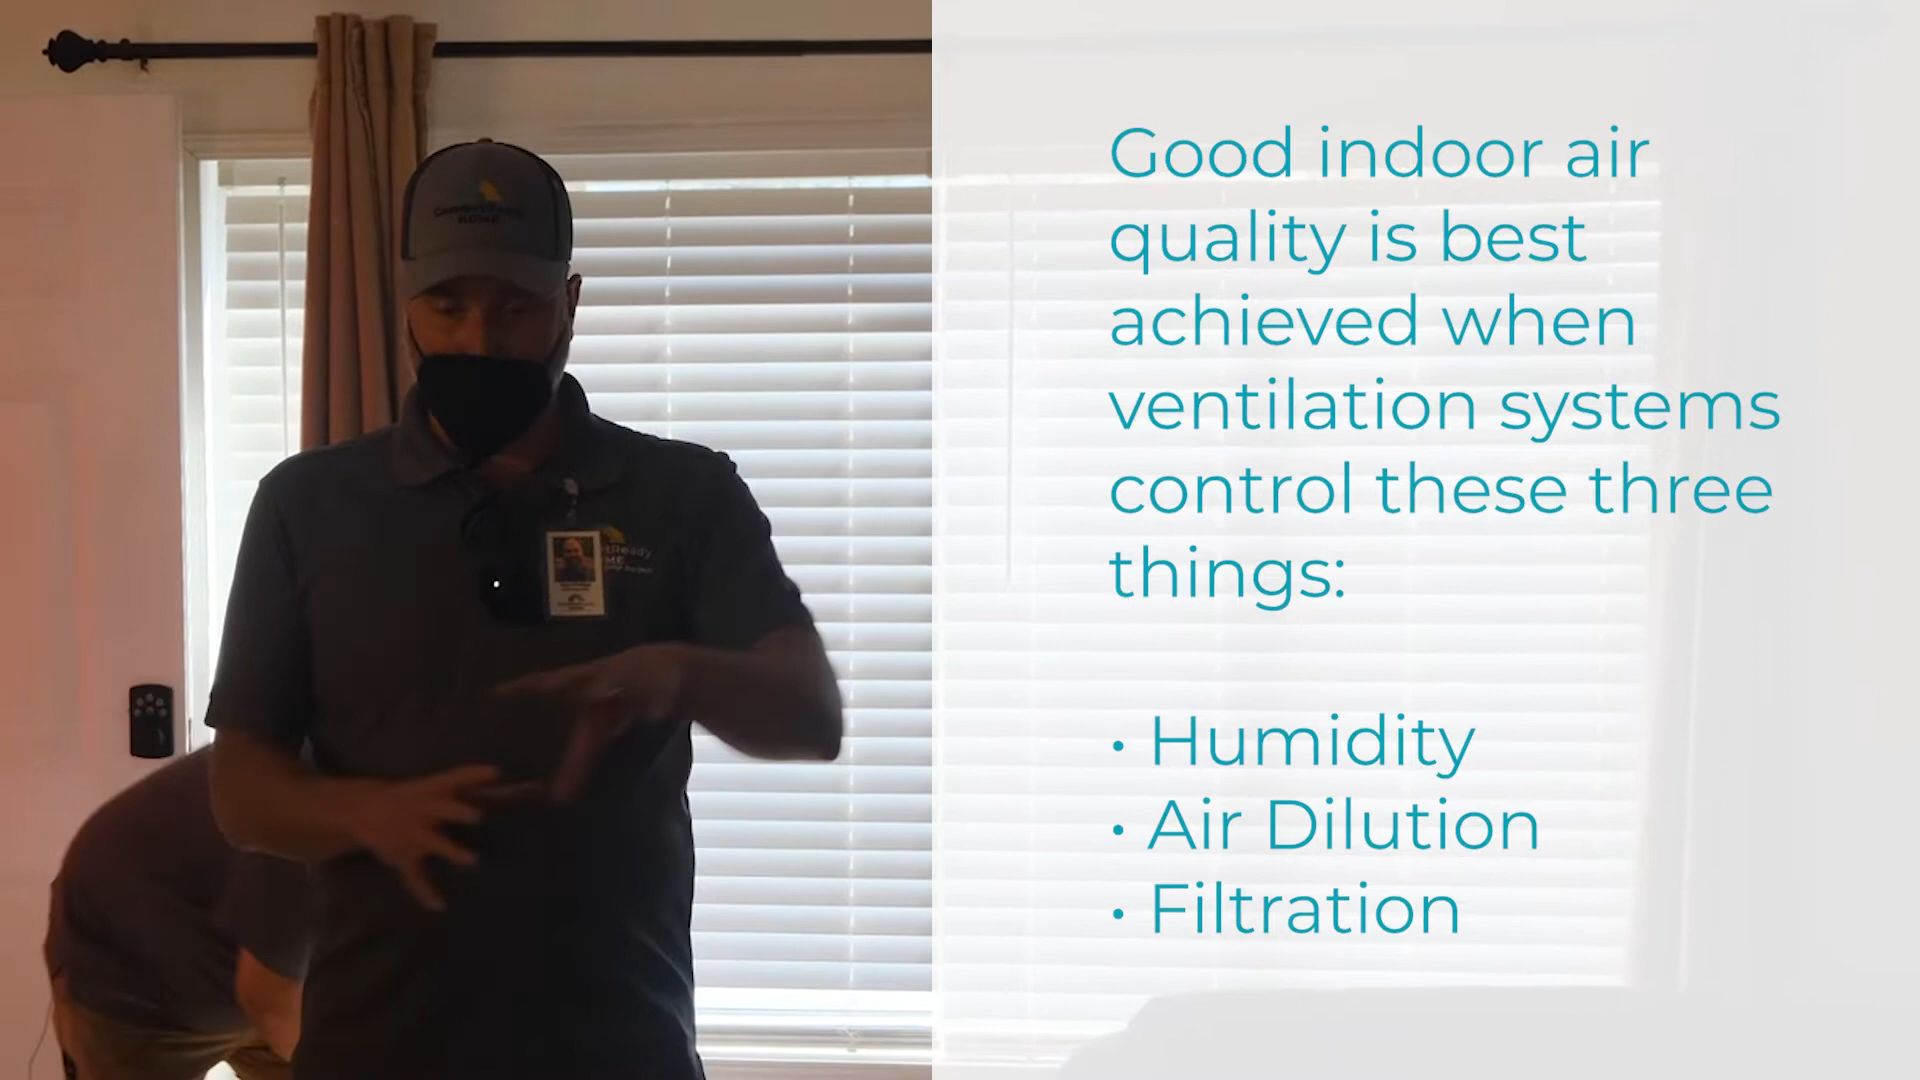 Good indoor air
quality is best
achieved when
ventilation systems
control these three
things:
• Humidity
• Air Dilution
• Filtration